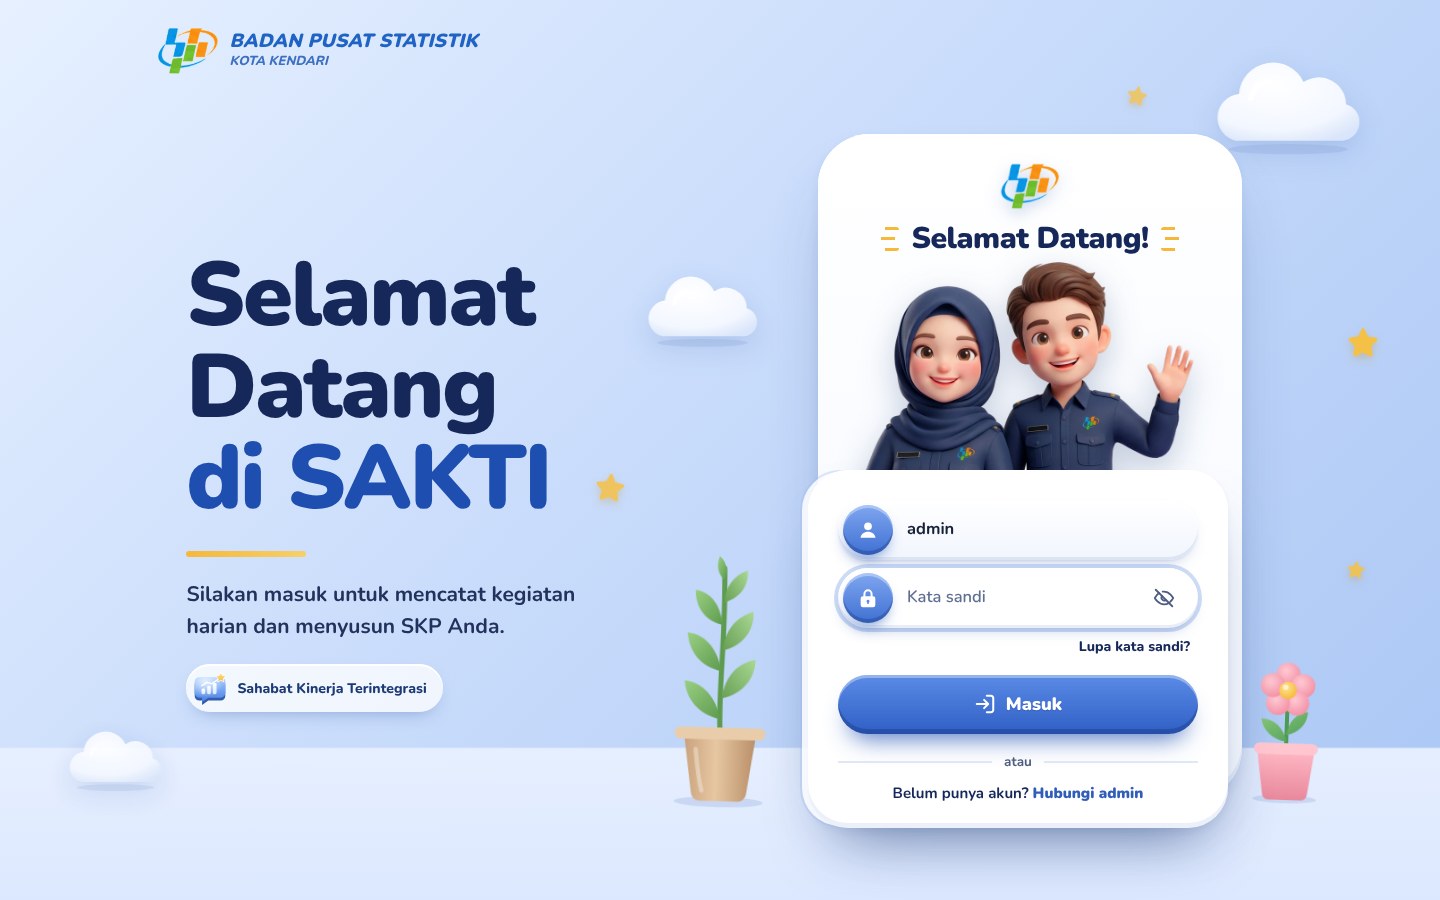 BADAN PUSAT STATISTIK
KOTA KENDARI
Selamat
Datang
di SAKTI
Silakan masuk untuk mencatat kegiatan
harian dan menyusun SKP Anda.
Sahabat Kinerja Terintegrasi
Selamat Datang!
admin
Kata sandi
Lupa kata sandi?
Masuk
atau
Belum punya akun? Hubungi admin